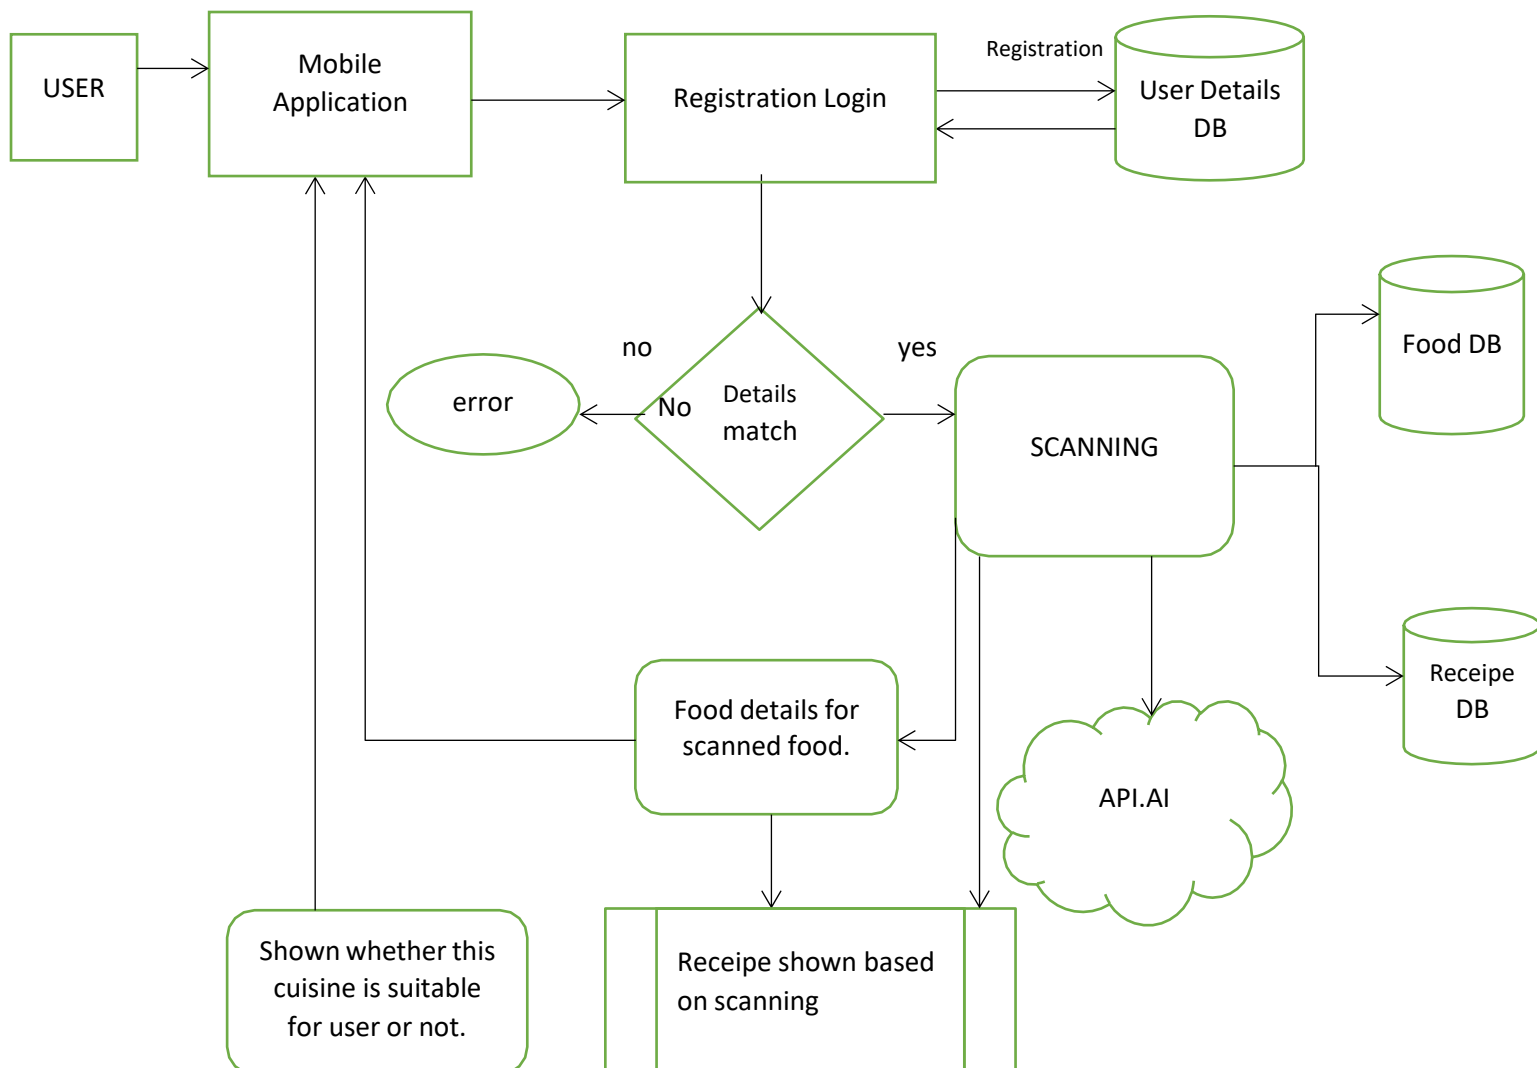 USER
Mobile
Application
Registration Login
Registration
User Details
DB
no
yes
error
No
Details
match
SCANNING
Food DB
Receipe
DB
Food details for
scanned food.
API.AI
Shown whether this
cuisine is suitable
for user or not.
Receipe shown based
on scanning